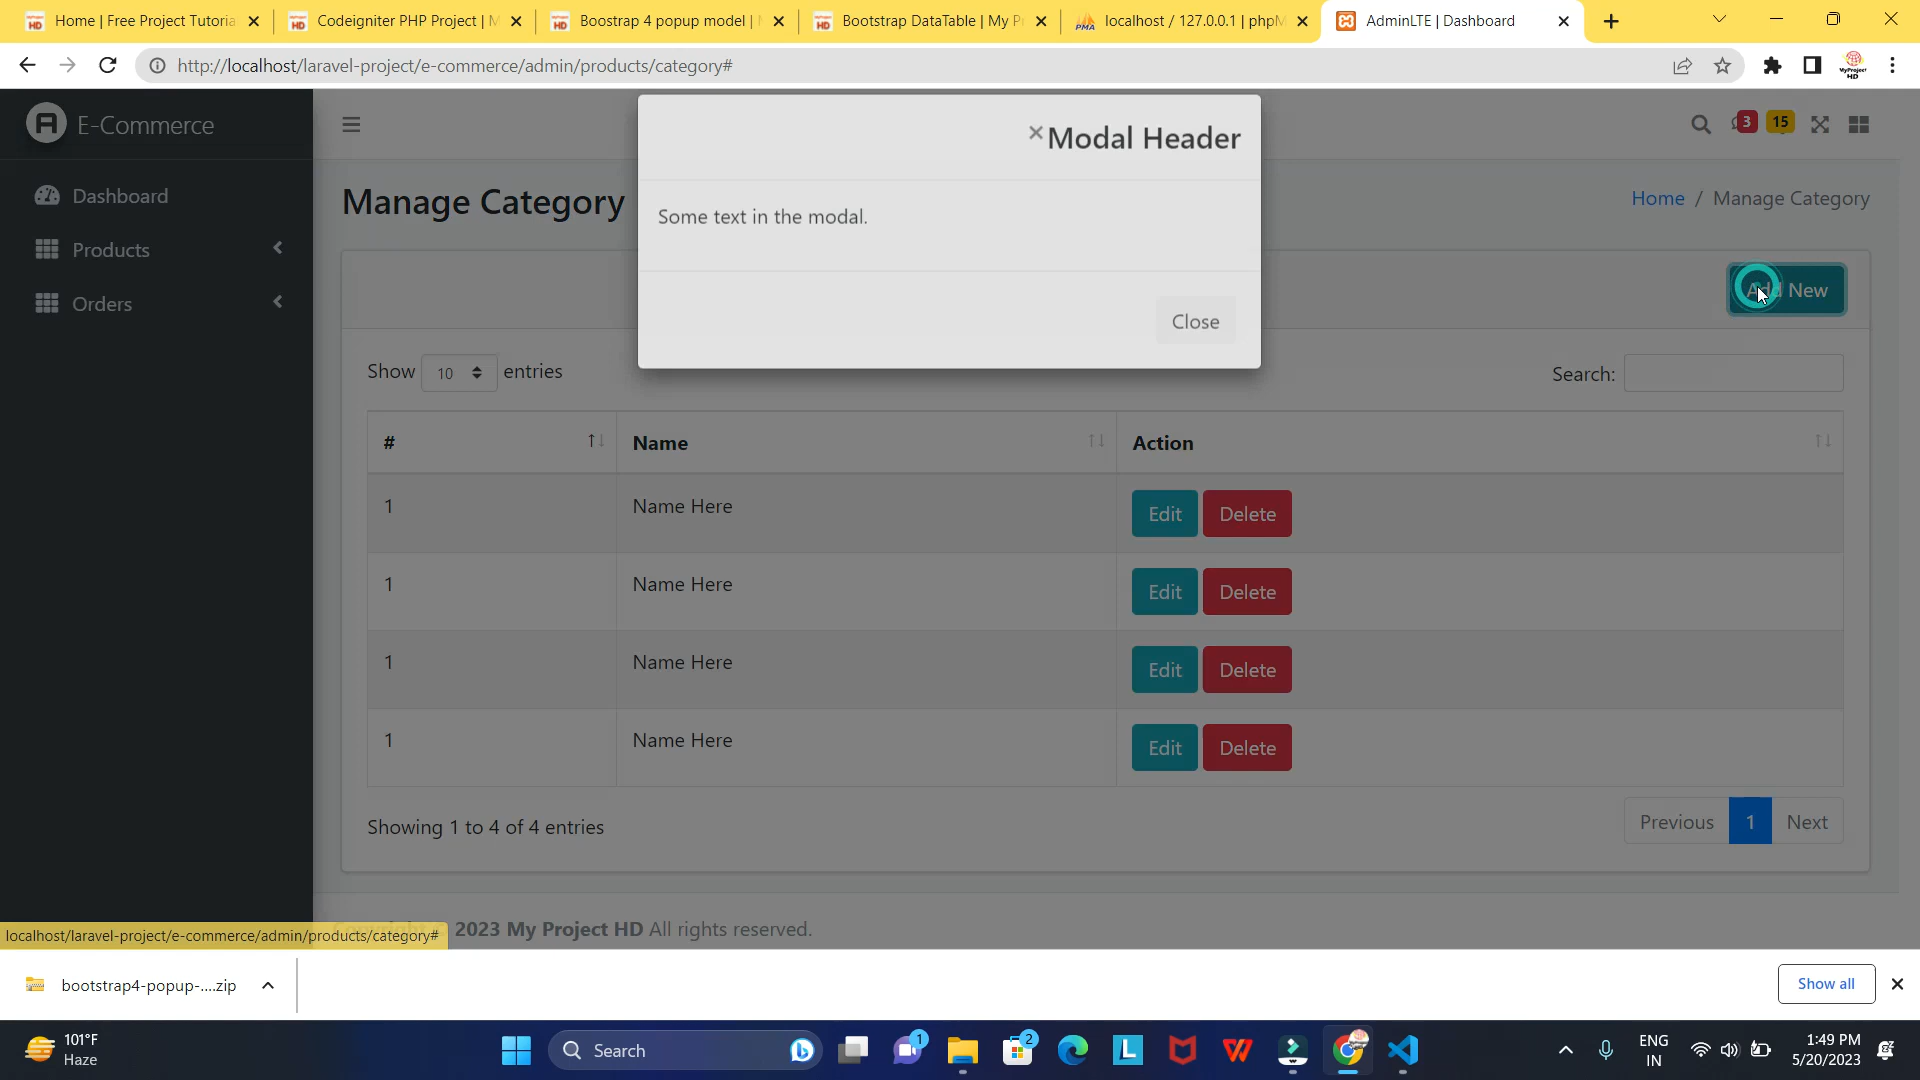 Home | Free Project Tutoria
Codeigniter PHP Project | M
Boostrap 4 popup model |
Bootstrap DataTable | My P
localhost / 127.0.0.1 | phpM
AdminLTE | Dashboard
http://localhost/laravel-project/e-commerce/admin/products/category#
E-Commerce
3
15
× Modal Header
Dashboard
Manage Category
Home / Manage Category
Some text in the modal.
Products
Orders
Add New
Close
Show 10 entries
Search:
# Name Action
1 Name Here Edit Delete
1 Name Here Edit Delete
1 Name Here Edit Delete
1 Name Here Edit Delete
Showing 1 to 4 of 4 entries
Previous 1 Next
2023 My Project HD All rights reserved.
localhost/laravel-project/e-commerce/admin/products/category#
bootstrap4-popup-....zip
Show all
101°F
Haze
Search
1
2
ENG
IN
1:49 PM
5/20/2023